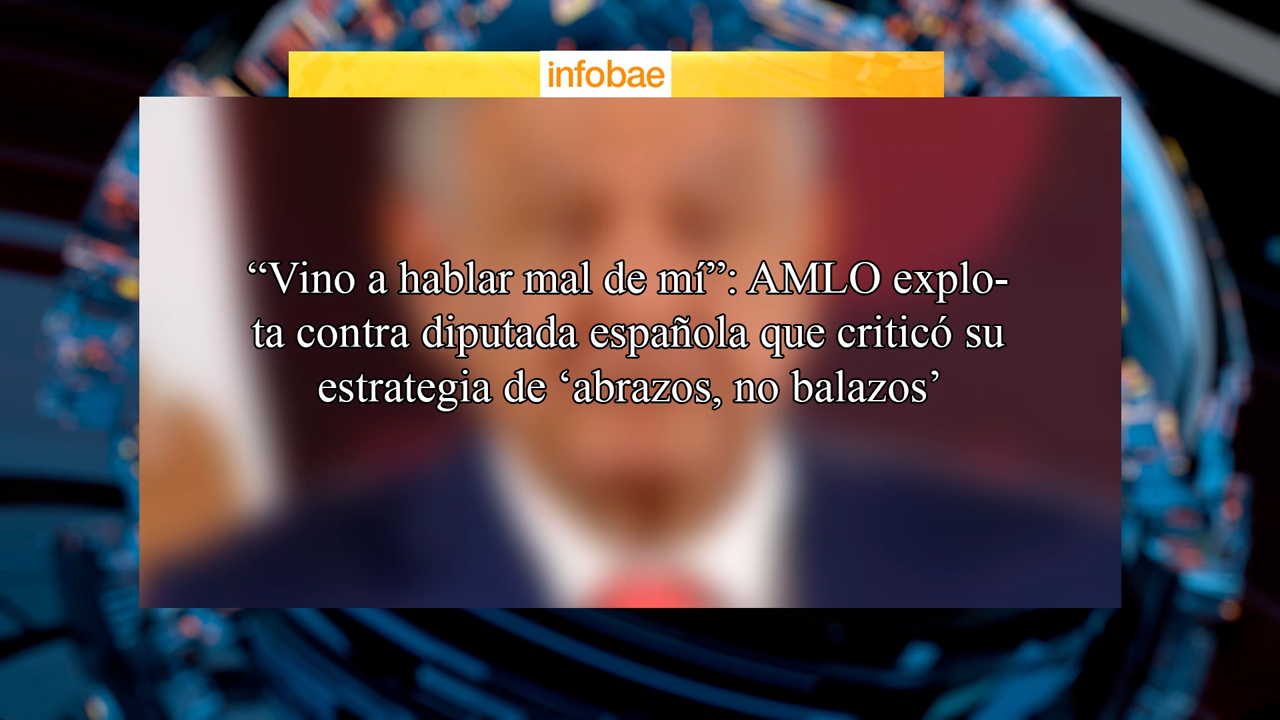 infobae
“Vino a hablar mal de mí”: AMLO explo-
ta contra diputada española que criticó su
estrategia de ‘abrazos, no balazos’